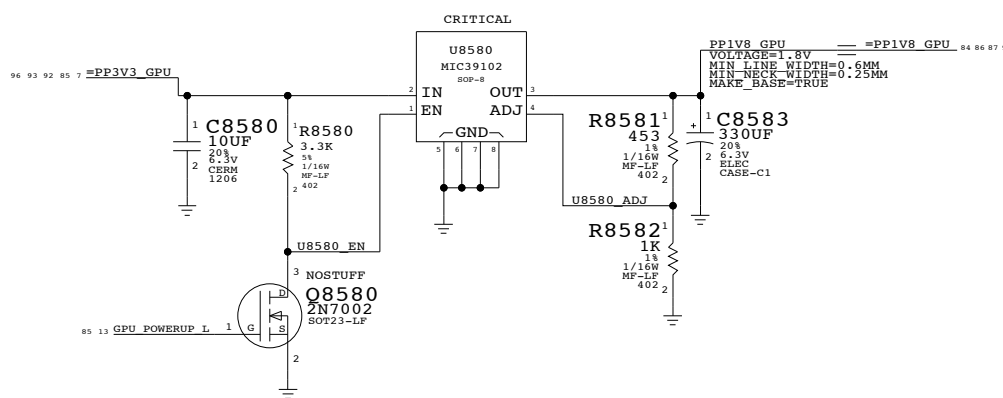 CRITICAL
U8580
MIC39102
SOP-8
96 93 92 85 7 =PP3V3_GPU
PP1V8_GPU =PP1V8_GPU 84 86 87
VOLTAGE=1.8V
MIN_LINE_WIDTH=0.6MM
MIN_NECK_WIDTH=0.25MM
MAKE_BASE=TRUE
2 IN OUT 3
1 EN ADJ 4
GND
5 6 7 8
1 C8580
10UF
20%
6.3V
CERM
1206
2
1 R8580
3.3K
5%
1/16W
MF-LF
402
2
R8581 1
453
1%
1/16W
MF-LF
402
2
1 C8583
+
330UF
20%
6.3V
ELEC
CASE-C1
2
U8580_ADJ
R8582 1
1K
1%
1/16W
MF-LF
402
2
U8580_EN
3 NOSTUFF
Q8580
2N7002
SOT23-LF
D
G S
85 13 GPU_POWERUP_L 1
2